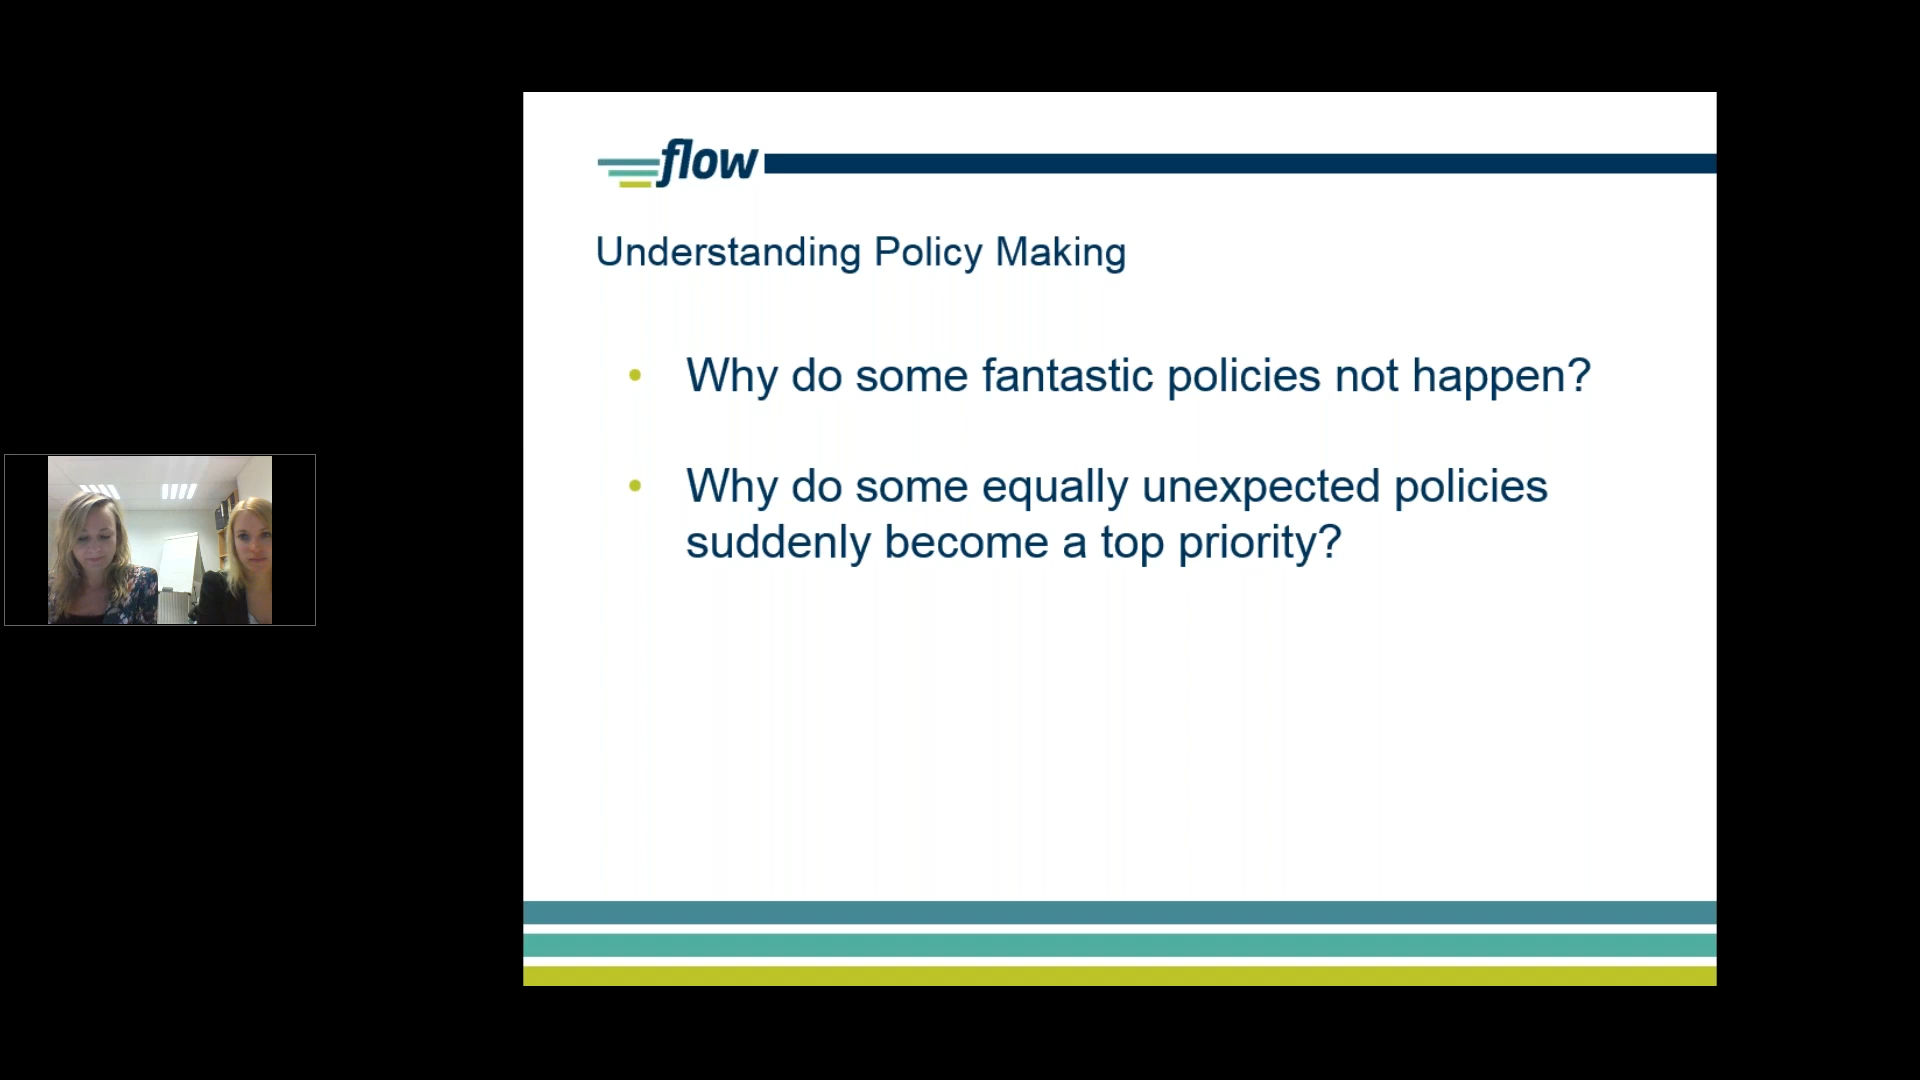 flow
Understanding Policy Making
• Why do some fantastic policies not happen?
• Why do some equally unexpected policies
suddenly become a top priority?